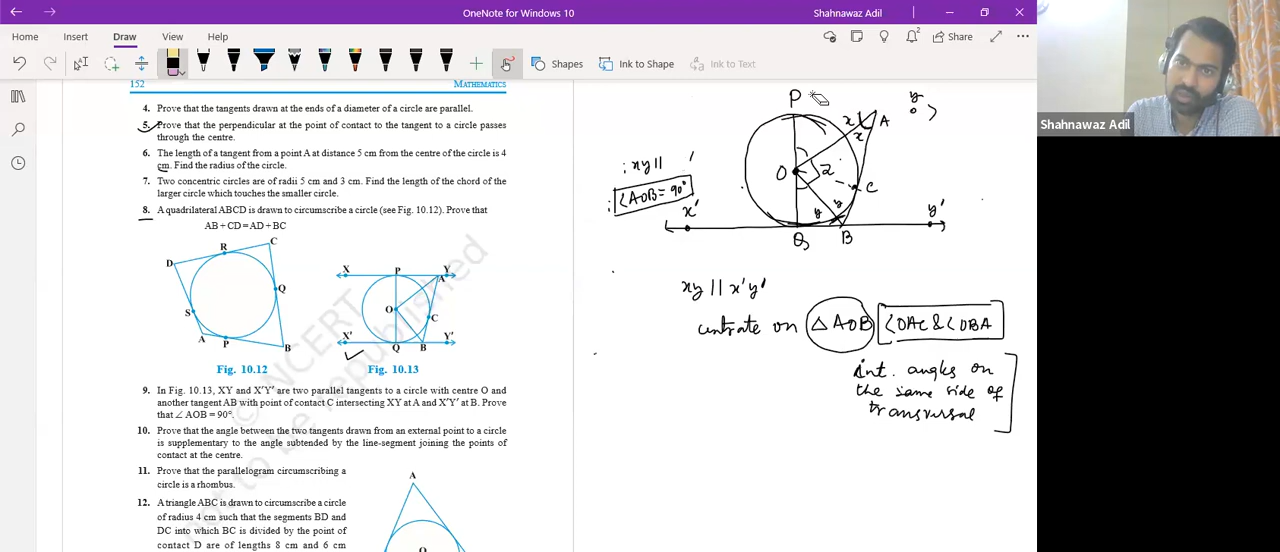 OneNote for Windows 10
Shahnawaz Adil
Home
Insert
Draw
View
Help
Share
Shapes
Ink to Shape
Ink to Text
152
MATHEMATICS
4. Prove that the tangents drawn at the ends of a diameter of a circle are parallel.
5. Prove that the perpendicular at the point of contact to the tangent to a circle passes
through the centre.
6. The length of a tangent from a point A at distance 5 cm from the centre of the circle is 4
cm. Find the radius of the circle.
7. Two concentric circles are of radii 5 cm and 3 cm. Find the length of the chord of the
larger circle which touches the smaller circle.
8. A quadrilateral ABCD is drawn to circumscribe a circle (see Fig. 10.12). Prove that
AB + CD = AD + BC
D
R
C
Q
S
A
P
B
Fig. 10.12
X
P
Y
A
O
C
X'
Q
B
Y'
Fig. 10.13
9. In Fig. 10.13, XY and X'Y' are two parallel tangents to a circle with centre O and
another tangent AB with point of contact C intersecting XY at A and X'Y' at B. Prove
that ∠ AOB = 90°.
10. Prove that the angle between the two tangents drawn from an external point to a circle
is supplementary to the angle subtended by the line-segment joining the points of
contact at the centre.
11. Prove that the parallelogram circumscribing a
circle is a rhombus.
12. A triangle ABC is drawn to circumscribe a circle
of radius 4 cm such that the segments BD and
DC into which BC is divided by the point of
contact D are of lengths 8 cm and 6 cm
A
O
© NCERT
not to be republished
P
y
x
A
x
: xy || '
∠AOB = 90°
O
2
C
x'
y
y
y'
Q
B
xy || x'y'
△AOB
∠OAC & ∠OBA
int. angles on
the same side of
transversal
Shahnawaz Adil